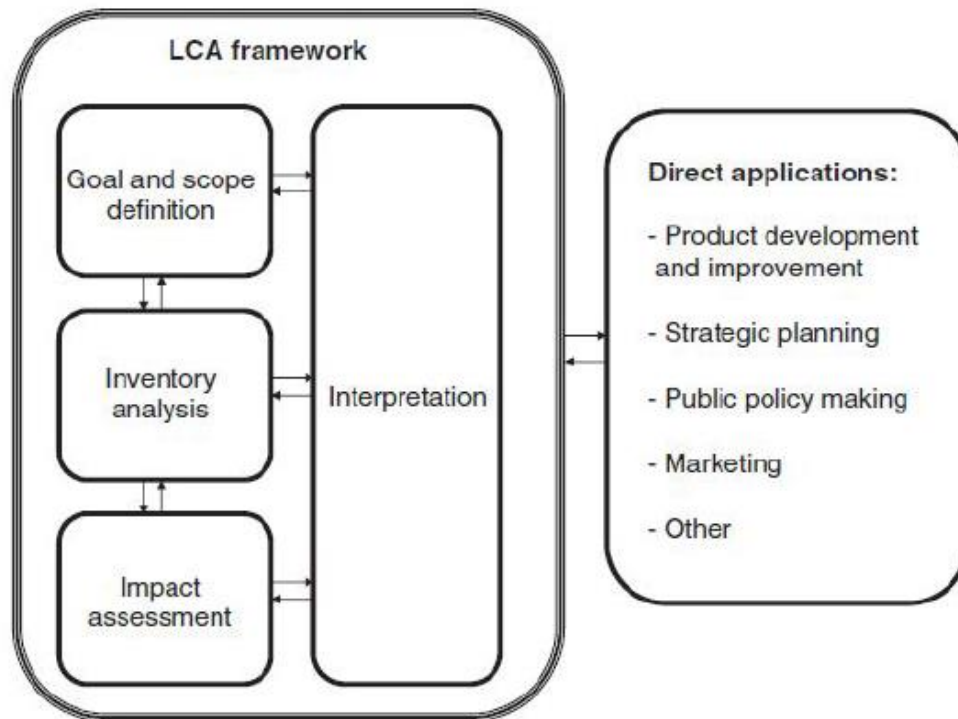 LCA framework
Goal and scope
definition
Inventory
analysis
Impact
assessment
Interpretation
Direct applications:
- Product development
and improvement
- Strategic planning
- Public policy making
- Marketing
- Other